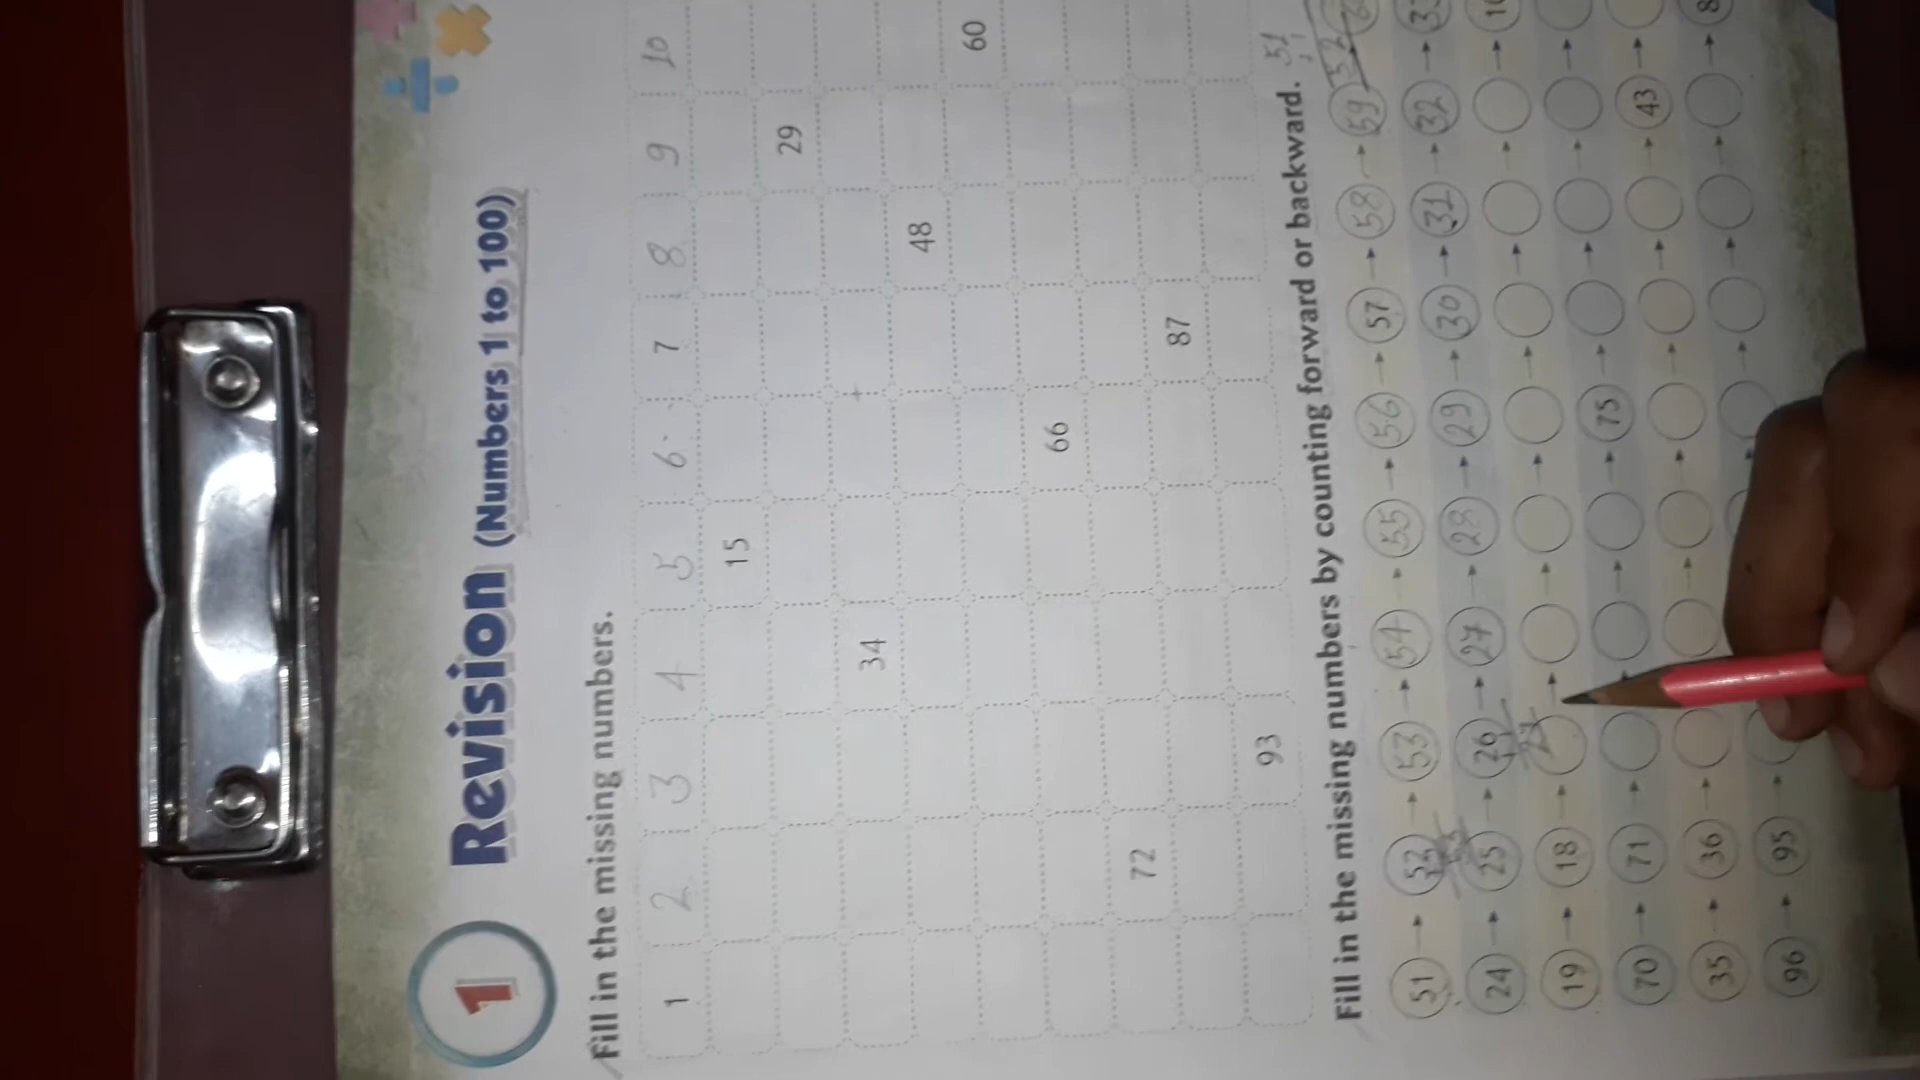 1 Revision (Numbers 1 to 100)
Fill in the missing numbers.
1 2 3 4 5 6 7 8 9 10
15
29
34
48
60
66
72
87
93
Fill in the missing numbers by counting forward or backward. 51
51 → 52 → 53 → 54 → 55 → 56 → 57 → 58 → 59
24 → 25 → 26 → 27 → 28 → 29 → 30 → 31 → 32 → 33
19 → 18 → → → → → → → → 10
70 → 71 → → → → 75 → → → →
35 → 36 → → → → → → → 43 →
96 → 95 → → → → → → → →